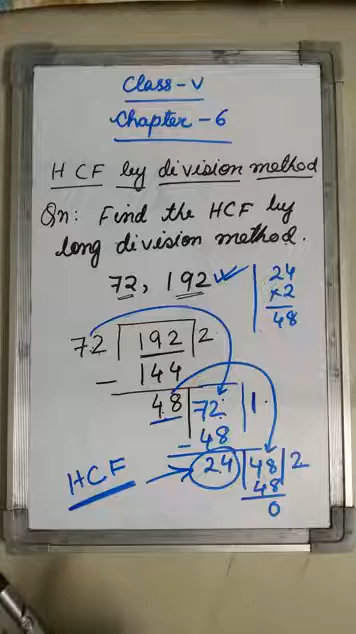 Class-V
Chapter-6
HCF by division method
Qn: Find the HCF by
long division method.
72, 192
24
×2
48
72 192 2
- 144
48 72 1.
- 48
HCF 24 48 2
48
0